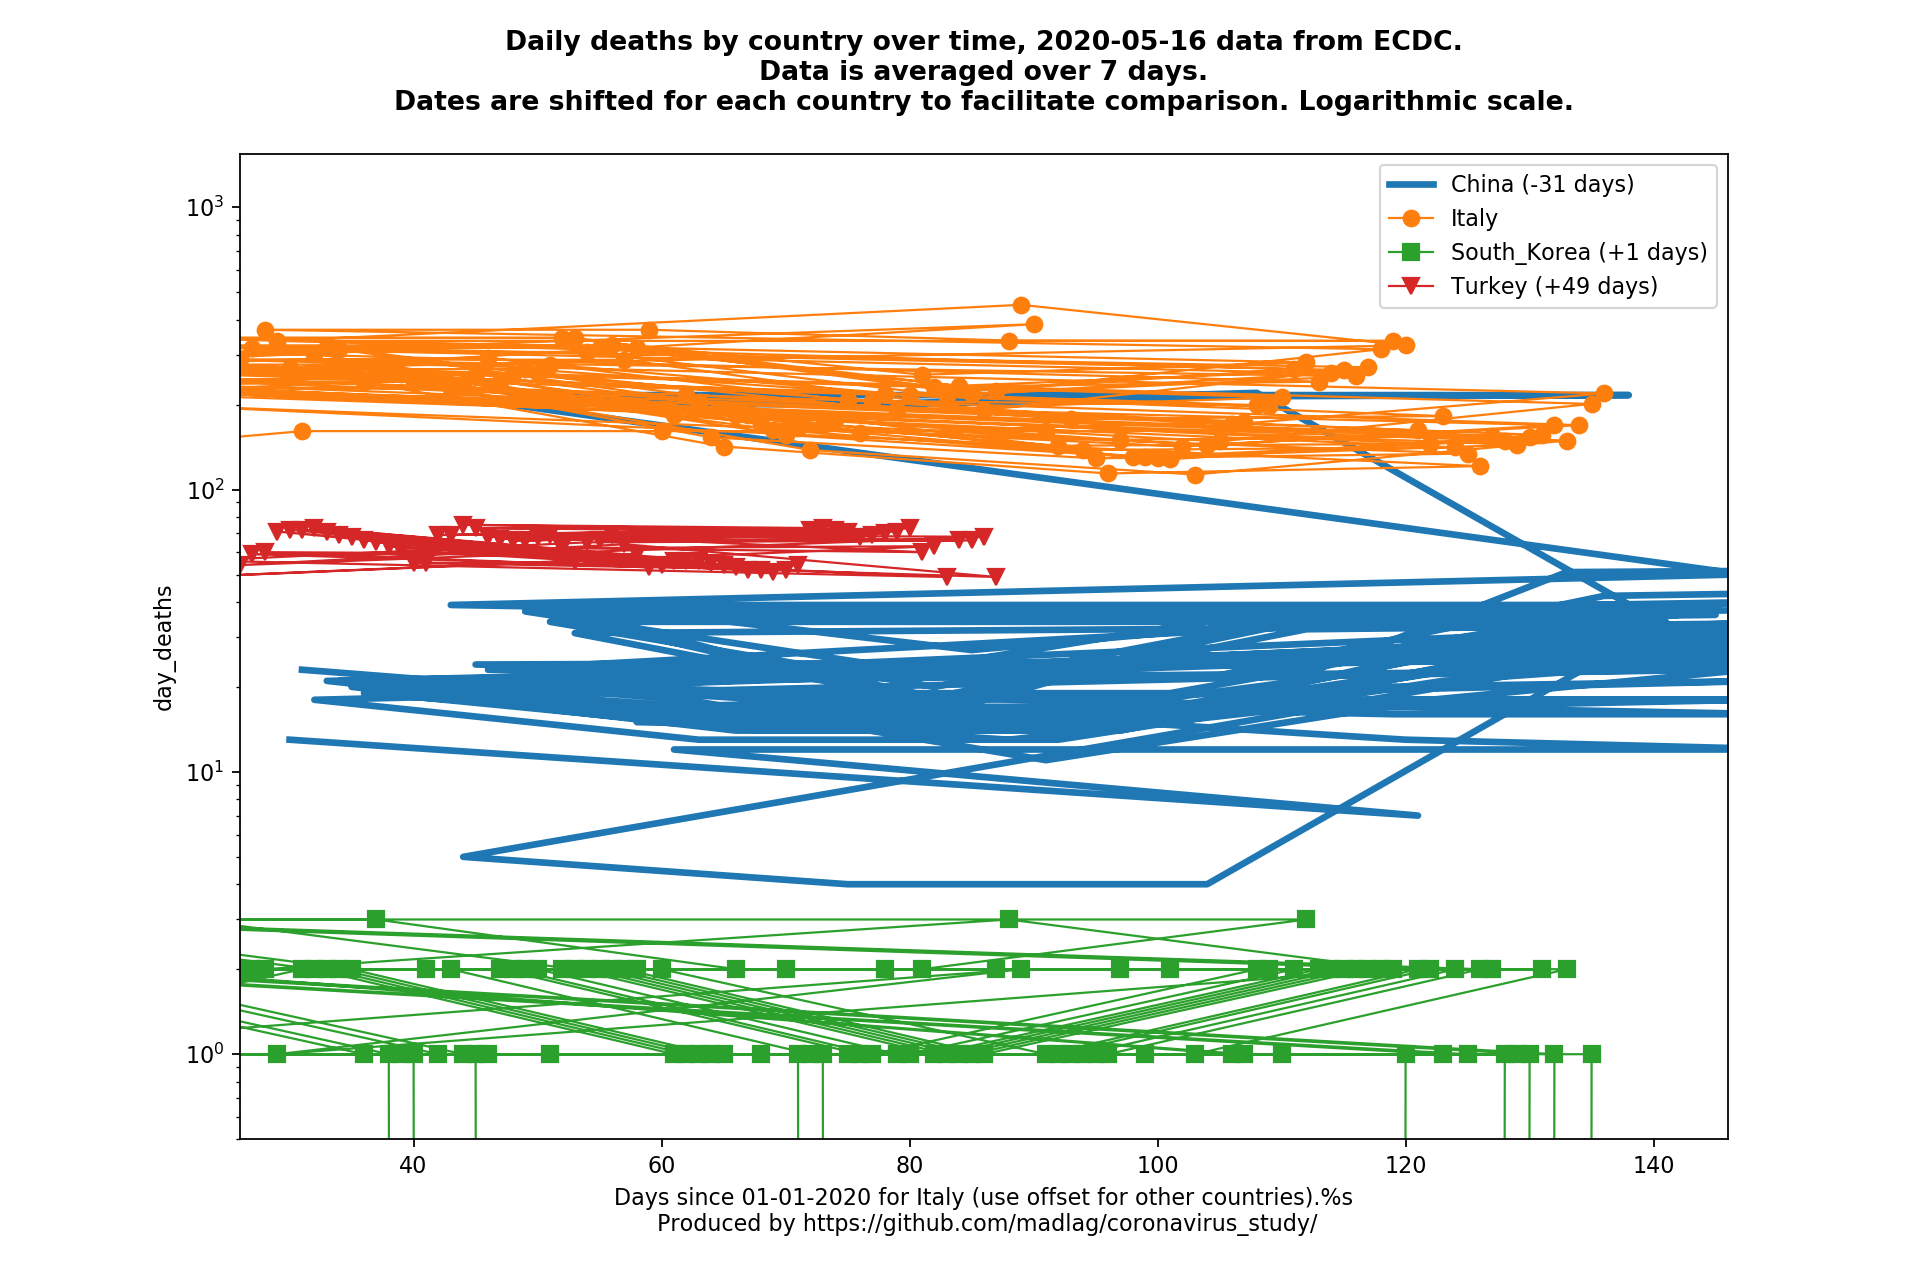 Daily deaths by country over time, 2020-05-16 data from ECDC.
Data is averaged over 7 days.
Dates are shifted for each country to facilitate comparison. Logarithmic scale.
China (-31 days)
Italy
South_Korea (+1 days)
Turkey (+49 days)
day_deaths
10³
10²
10¹
10⁰
40 60 80 100 120 140
Days since 01-01-2020 for Italy (use offset for other countries).%s
Produced by https://github.com/madlag/coronavirus_study/